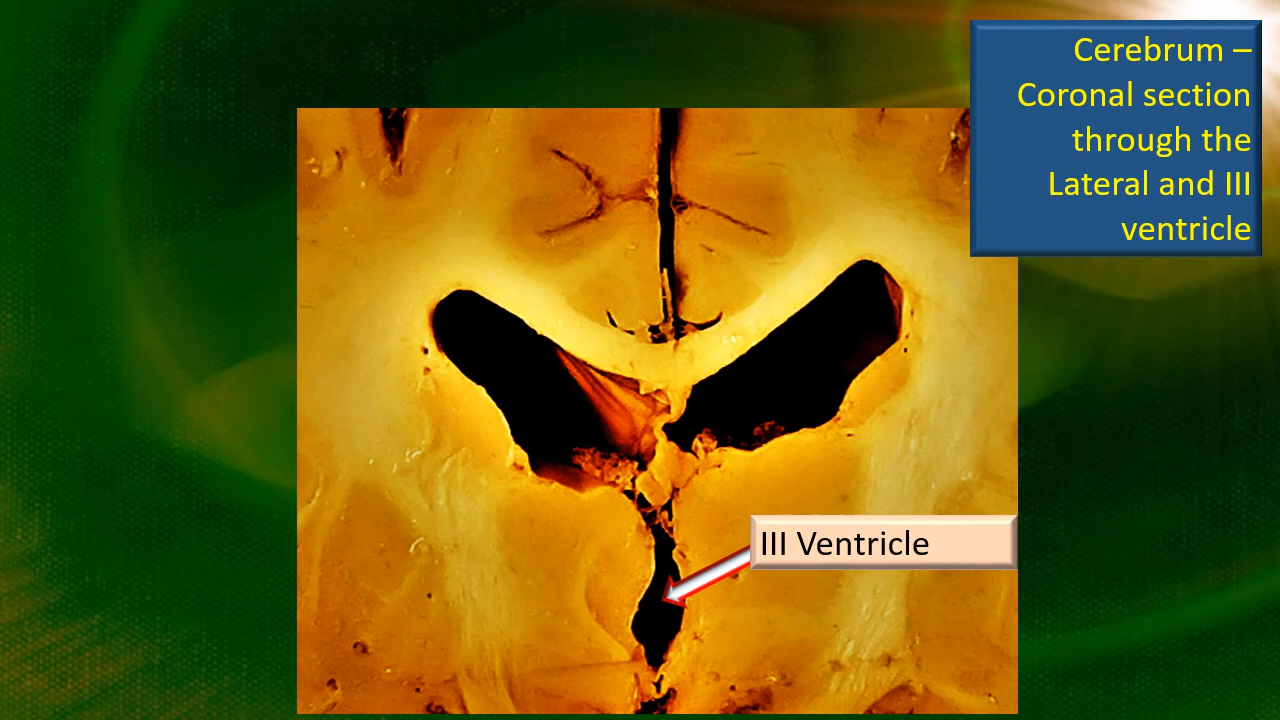 Cerebrum –
Coronal section
through the
Lateral and III
ventricle
III Ventricle